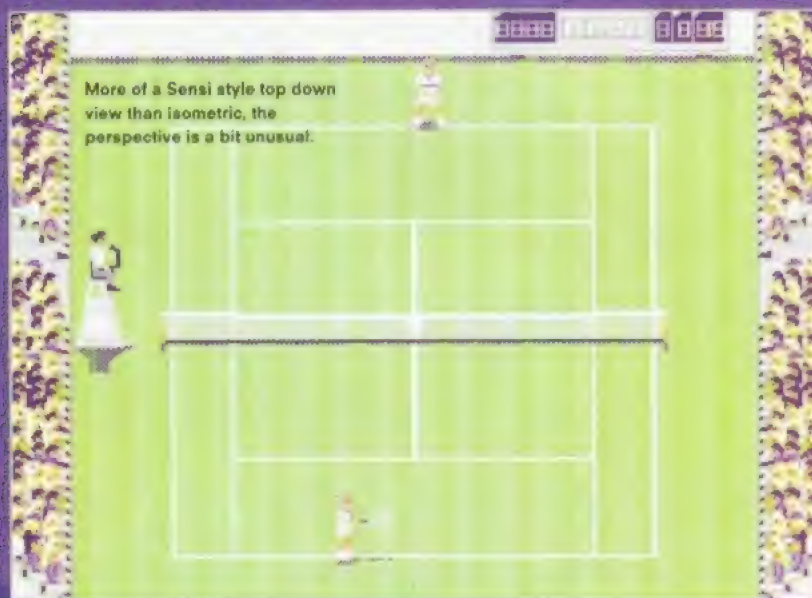 More of a Sensi style top down
view than isometric, the
perspective is a bit unusual.